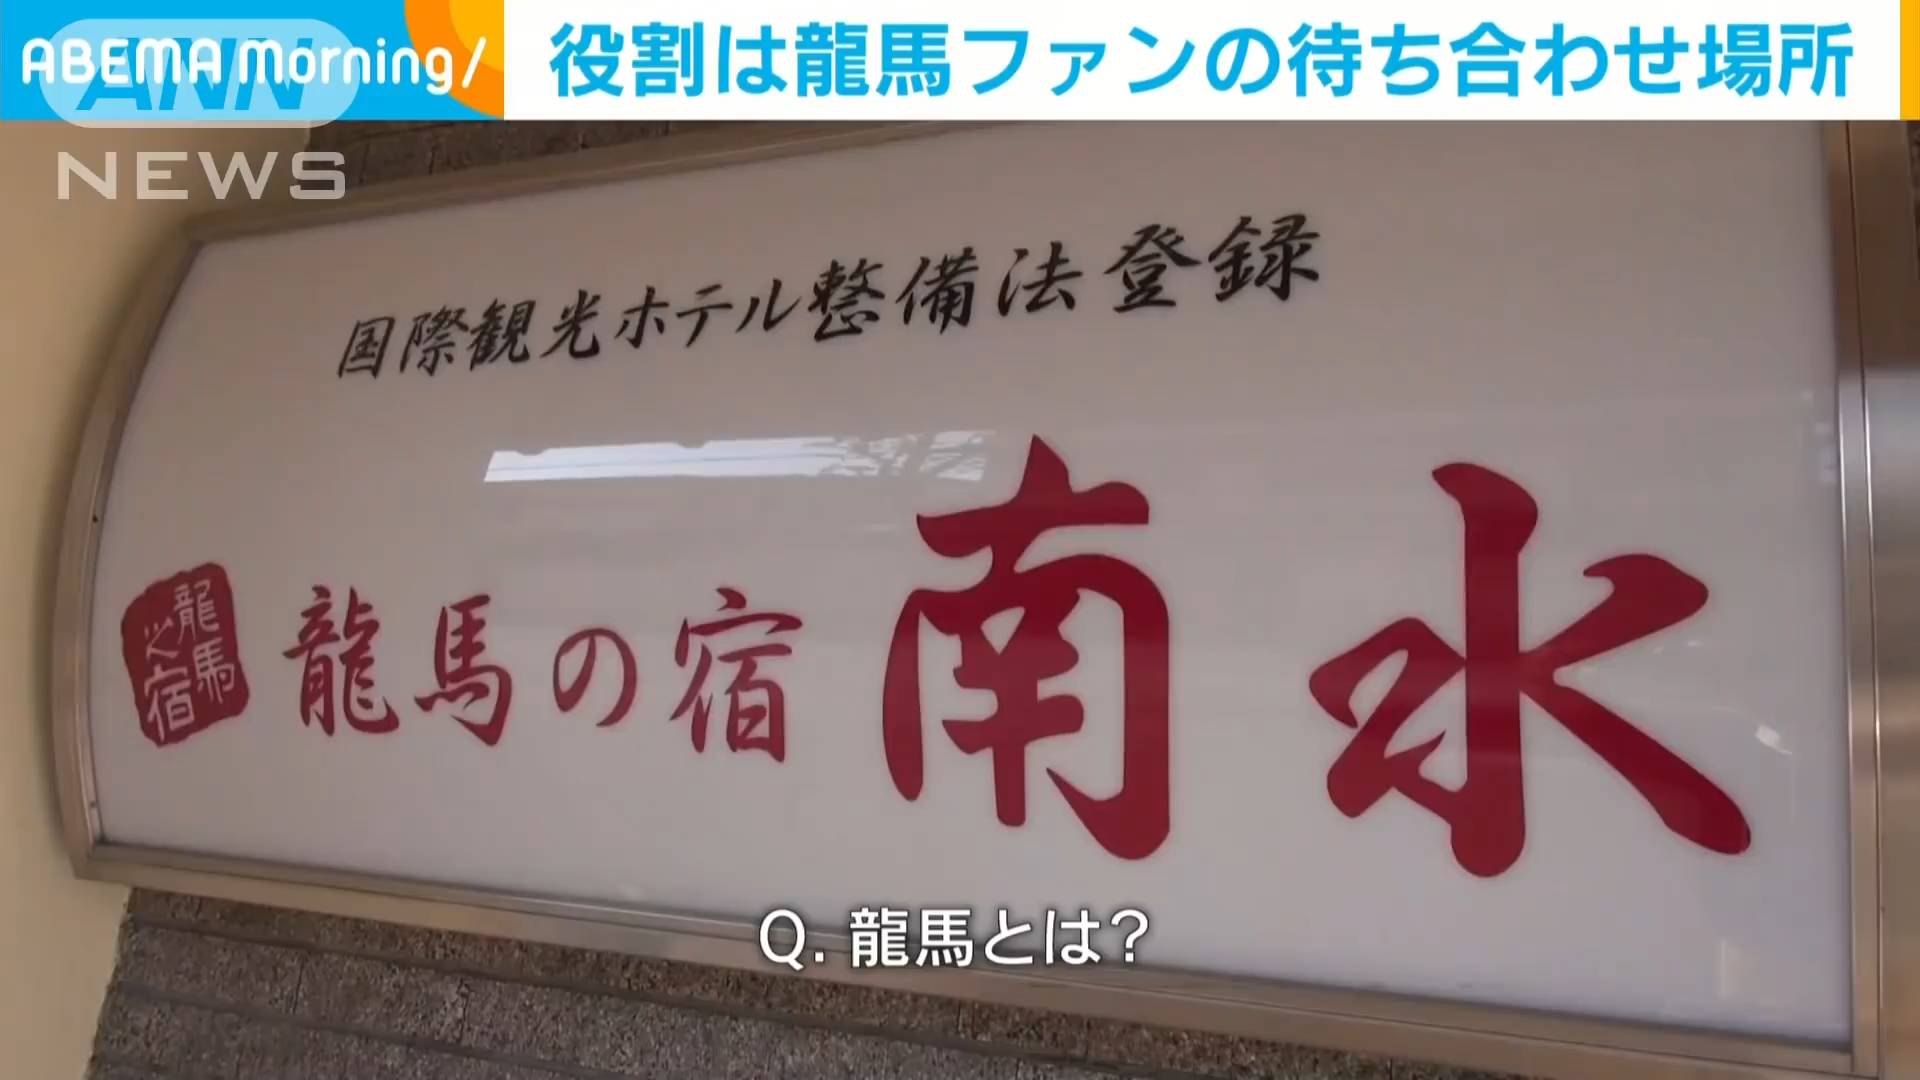 ABEMA Morning/
ANN
NEWS
役割は龍馬ファンの待ち合わせ場所
国際観光ホテル整備法登録
龍馬之宿
龍馬の宿 南水
Q. 龍馬とは?